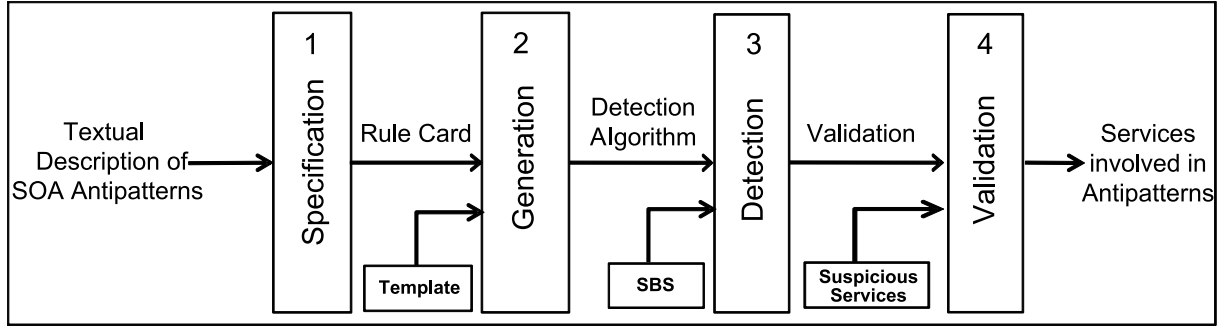 Textual
Description of
SOA Antipatterns
1
Specification
Rule Card
Template
2
Generation
Detection
Algorithm
SBS
3
Detection
Validation
Suspicious
Services
4
Validation
Services
involved in
Antipatterns